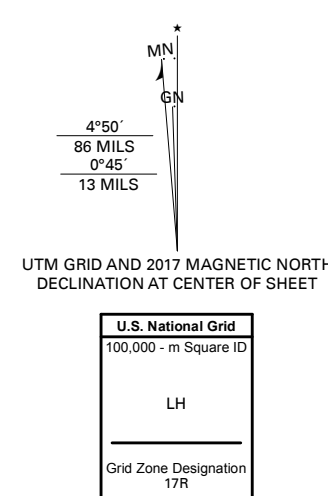 ★
MN
GN
4°50´
86 MILS
0°45´
13 MILS
UTM GRID AND 2017 MAGNETIC NORTH
DECLINATION AT CENTER OF SHEET
U.S. National Grid
100,000 - m Square ID
LH
Grid Zone Designation
17R